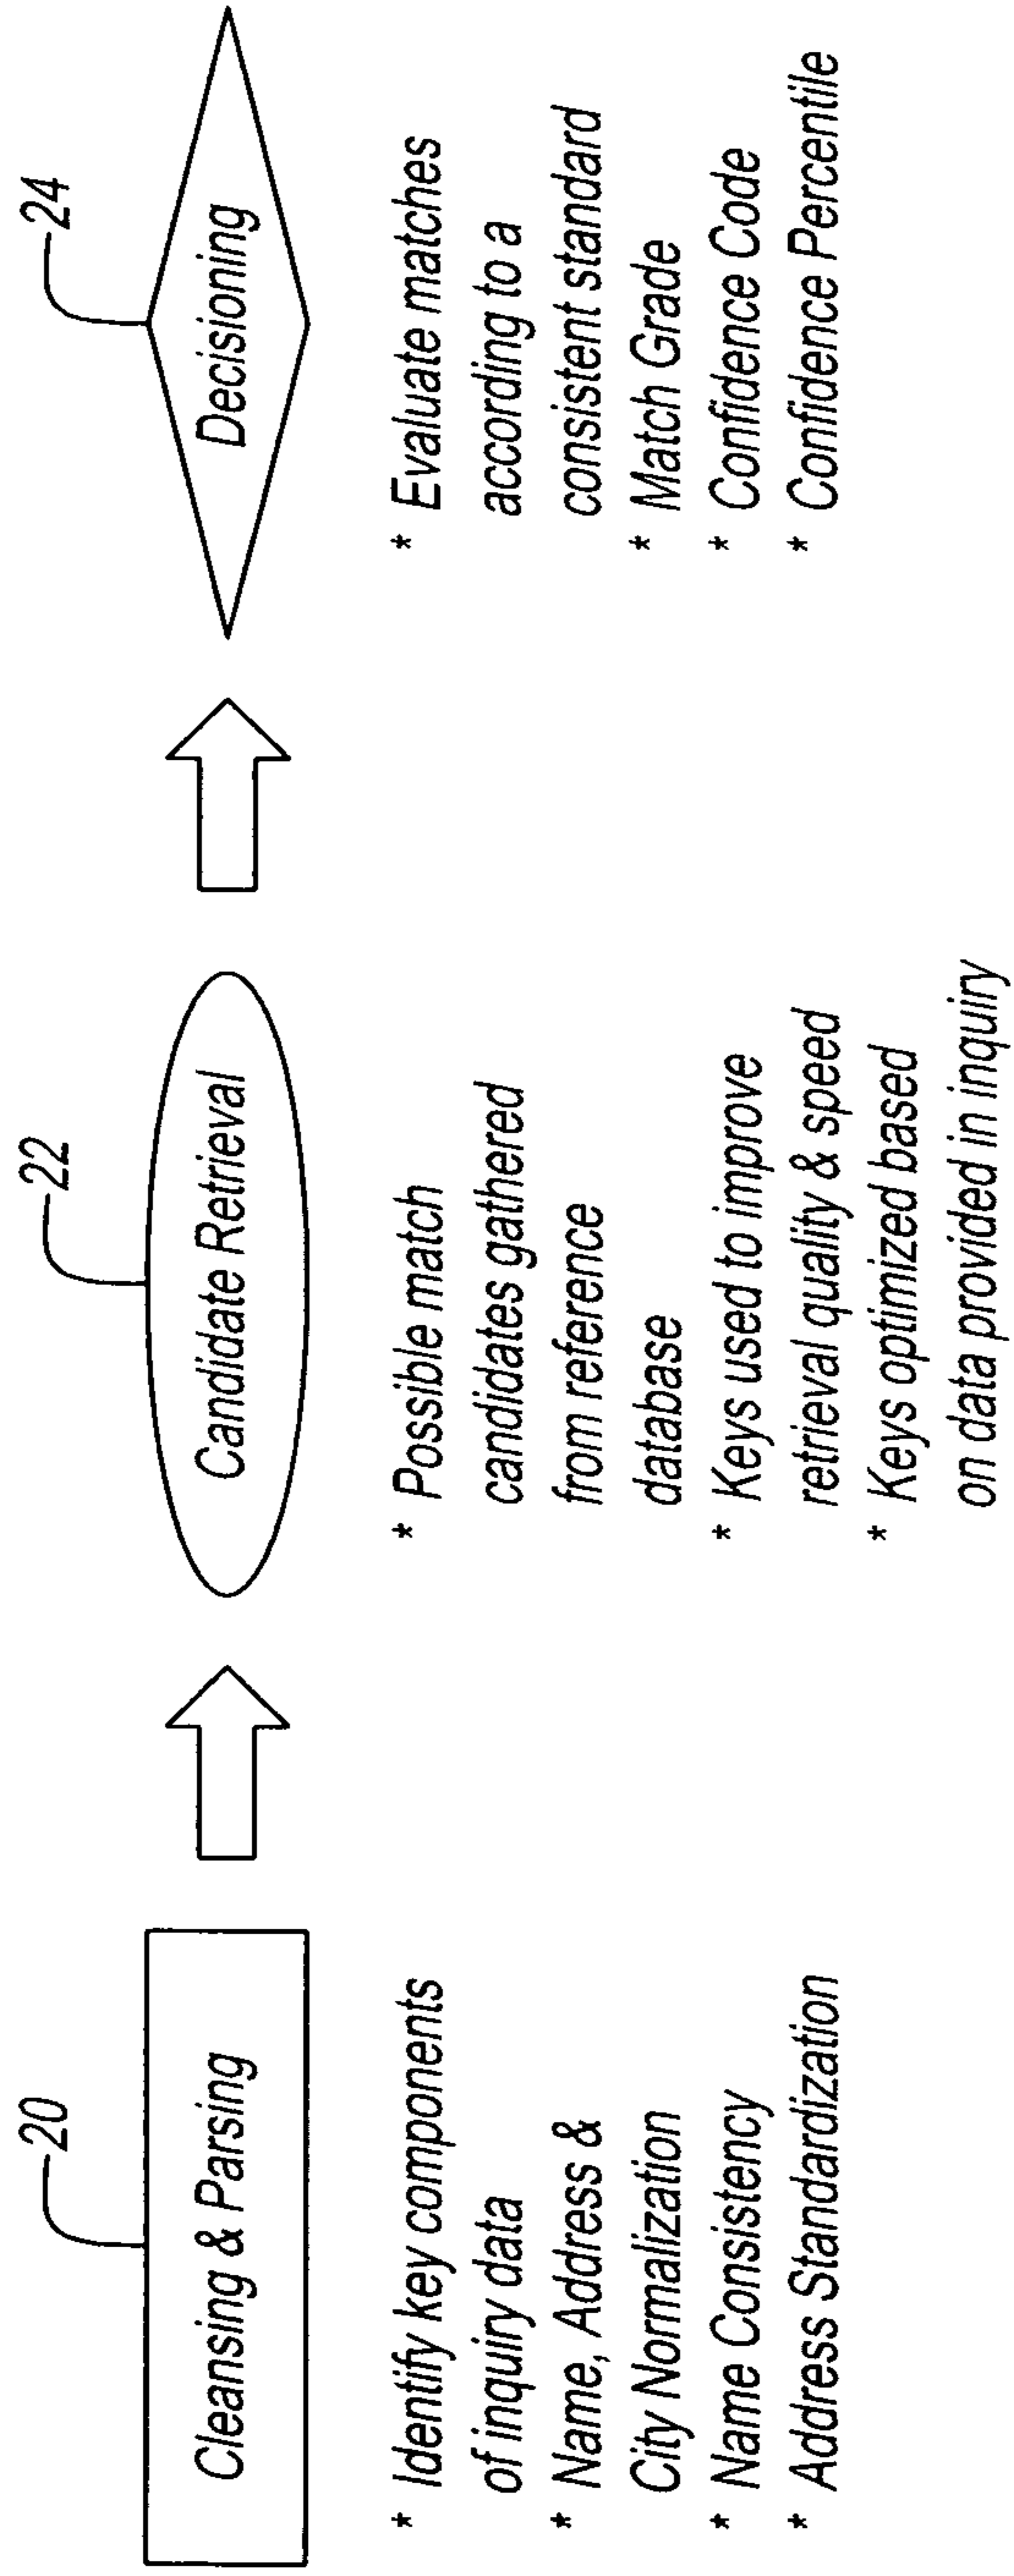 20
Cleansing & Parsing
* Identify key components
of inquiry data
* Name, Address &
City Normalization
* Name Consistency
* Address Standardization
22
Candidate Retrieval
* Possible match
candidates gathered
from reference
database
* Keys used to improve
retrieval quality & speed
* Keys optimized based
on data provided in inquiry
24
Decisioning
* Evaluate matches
according to a
consistent standard
* Match Grade
* Confidence Code
* Confidence Percentile